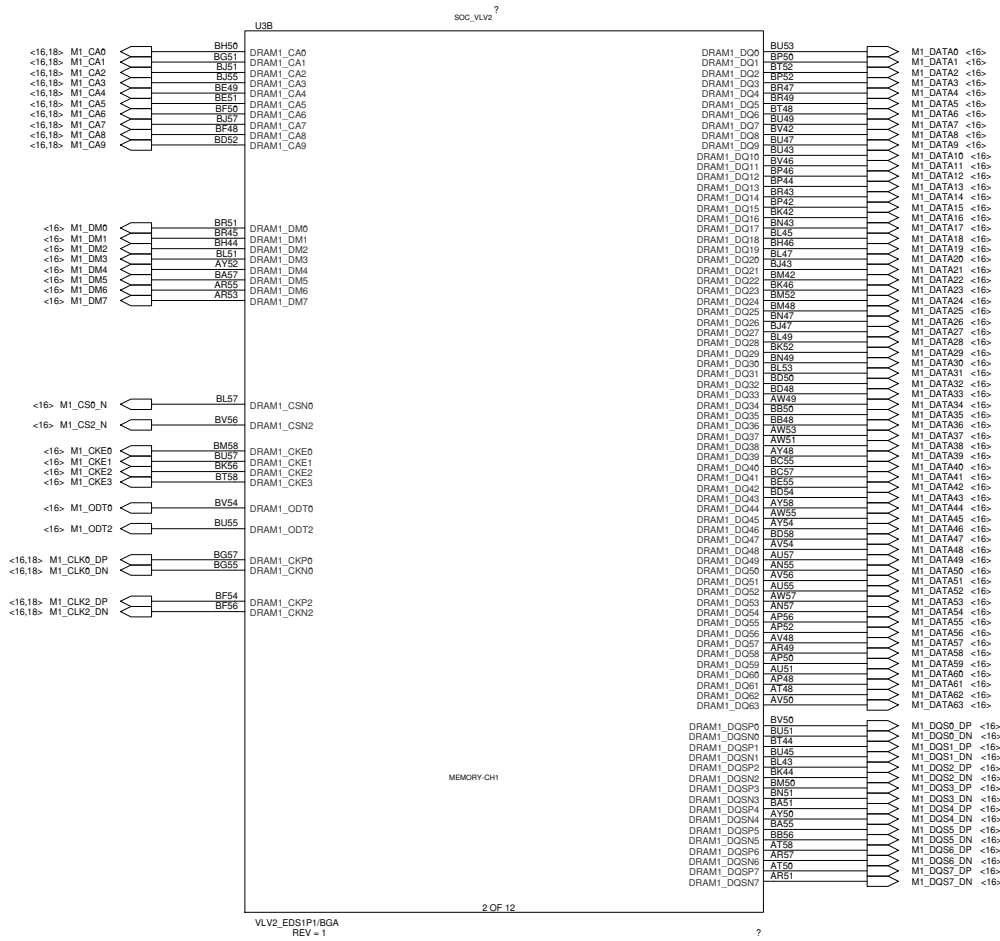 ?
SOC_VLV2
U3B
<16,18> M1_CA0 BH50 DRAM1_CA0
<16,18> M1_CA1 BG51 DRAM1_CA1
<16,18> M1_CA2 BJ51 DRAM1_CA2
<16,18> M1_CA3 BJ55 DRAM1_CA3
<16,18> M1_CA4 BE49 DRAM1_CA4
<16,18> M1_CA5 BE51 DRAM1_CA5
<16,18> M1_CA6 BF50 DRAM1_CA6
<16,18> M1_CA7 BJ57 DRAM1_CA7
<16,18> M1_CA8 BF48 DRAM1_CA8
<16,18> M1_CA9 BD52 DRAM1_CA9
<16> M1_DM0 BR51 DRAM1_DM0
<16> M1_DM1 BR45 DRAM1_DM1
<16> M1_DM2 BH44 DRAM1_DM2
<16> M1_DM3 BL51 DRAM1_DM3
<16> M1_DM4 AY52 DRAM1_DM4
<16> M1_DM5 BA57 DRAM1_DM5
<16> M1_DM6 AR55 DRAM1_DM6
<16> M1_DM7 AR53 DRAM1_DM7
<16> M1_CS0_N BL57 DRAM1_CSN0
<16> M1_CS2_N BV56 DRAM1_CSN2
<16> M1_CKE0 BM58 DRAM1_CKE0
<16> M1_CKE1 BU57 DRAM1_CKE1
<16> M1_CKE2 BK56 DRAM1_CKE2
<16> M1_CKE3 BT58 DRAM1_CKE3
<16> M1_ODT0 BV54 DRAM1_ODT0
<16> M1_ODT2 BU55 DRAM1_ODT2
<16,18> M1_CLK0_DP BG57 DRAM1_CKP0
<16,18> M1_CLK0_DN BG55 DRAM1_CKN0
<16,18> M1_CLK2_DP BF54 DRAM1_CKP2
<16,18> M1_CLK2_DN BF56 DRAM1_CKN2
DRAM1_DQ0 BU53 M1_DATA0 <16>
DRAM1_DQ1 BP50 M1_DATA1 <16>
DRAM1_DQ2 BT52 M1_DATA2 <16>
DRAM1_DQ3 BP52 M1_DATA3 <16>
DRAM1_DQ4 BR47 M1_DATA4 <16>
DRAM1_DQ5 BR49 M1_DATA5 <16>
DRAM1_DQ6 BT48 M1_DATA6 <16>
DRAM1_DQ7 BU49 M1_DATA7 <16>
DRAM1_DQ8 BV42 M1_DATA8 <16>
DRAM1_DQ9 BU47 M1_DATA9 <16>
DRAM1_DQ10 BU43 M1_DATA10 <16>
DRAM1_DQ11 BV46 M1_DATA11 <16>
DRAM1_DQ12 BP46 M1_DATA12 <16>
DRAM1_DQ13 BP44 M1_DATA13 <16>
DRAM1_DQ14 BR43 M1_DATA14 <16>
DRAM1_DQ15 BP42 M1_DATA15 <16>
DRAM1_DQ16 BK42 M1_DATA16 <16>
DRAM1_DQ17 BN43 M1_DATA17 <16>
DRAM1_DQ18 BL45 M1_DATA18 <16>
DRAM1_DQ19 BH46 M1_DATA19 <16>
DRAM1_DQ20 BL47 M1_DATA20 <16>
DRAM1_DQ21 BJ43 M1_DATA21 <16>
DRAM1_DQ22 BM42 M1_DATA22 <16>
DRAM1_DQ23 BK46 M1_DATA23 <16>
DRAM1_DQ24 BM52 M1_DATA24 <16>
DRAM1_DQ25 BM48 M1_DATA25 <16>
DRAM1_DQ26 BN47 M1_DATA26 <16>
DRAM1_DQ27 BJ47 M1_DATA27 <16>
DRAM1_DQ28 BL49 M1_DATA28 <16>
DRAM1_DQ29 BK52 M1_DATA29 <16>
DRAM1_DQ30 BN49 M1_DATA30 <16>
DRAM1_DQ31 BL53 M1_DATA31 <16>
DRAM1_DQ32 BD50 M1_DATA32 <16>
DRAM1_DQ33 BD48 M1_DATA33 <16>
DRAM1_DQ34 AW49 M1_DATA34 <16>
DRAM1_DQ35 BB50 M1_DATA35 <16>
DRAM1_DQ36 BB48 M1_DATA36 <16>
DRAM1_DQ37 AW53 M1_DATA37 <16>
DRAM1_DQ38 AW51 M1_DATA38 <16>
DRAM1_DQ39 AY48 M1_DATA39 <16>
DRAM1_DQ40 BC55 M1_DATA40 <16>
DRAM1_DQ41 BC57 M1_DATA41 <16>
DRAM1_DQ42 BE55 M1_DATA42 <16>
DRAM1_DQ43 BD54 M1_DATA43 <16>
DRAM1_DQ44 AY58 M1_DATA44 <16>
DRAM1_DQ45 AW55 M1_DATA45 <16>
DRAM1_DQ46 AY54 M1_DATA46 <16>
DRAM1_DQ47 BD58 M1_DATA47 <16>
DRAM1_DQ48 AV54 M1_DATA48 <16>
DRAM1_DQ49 AU57 M1_DATA49 <16>
DRAM1_DQ50 AN55 M1_DATA50 <16>
DRAM1_DQ51 AV56 M1_DATA51 <16>
DRAM1_DQ52 AU55 M1_DATA52 <16>
DRAM1_DQ53 AW57 M1_DATA53 <16>
DRAM1_DQ54 AN57 M1_DATA54 <16>
DRAM1_DQ55 AP56 M1_DATA55 <16>
DRAM1_DQ56 AP52 M1_DATA56 <16>
DRAM1_DQ57 AV48 M1_DATA57 <16>
DRAM1_DQ58 AR49 M1_DATA58 <16>
DRAM1_DQ59 AP50 M1_DATA59 <16>
DRAM1_DQ60 AU51 M1_DATA60 <16>
DRAM1_DQ61 AP48 M1_DATA61 <16>
DRAM1_DQ62 AT48 M1_DATA62 <16>
DRAM1_DQ63 AV50 M1_DATA63 <16>
DRAM1_DQSP0 BV50 M1_DQS0_DP <16>
DRAM1_DQSN0 BU51 M1_DQS0_DN <16>
DRAM1_DQSP1 BT44 M1_DQS1_DP <16>
DRAM1_DQSN1 BU45 M1_DQS1_DN <16>
DRAM1_DQSP2 BL43 M1_DQS2_DP <16>
DRAM1_DQSN2 BK44 M1_DQS2_DN <16>
DRAM1_DQSP3 BM50 M1_DQS3_DP <16>
DRAM1_DQSN3 BN51 M1_DQS3_DN <16>
DRAM1_DQSP4 BA51 M1_DQS4_DP <16>
DRAM1_DQSN4 AY50 M1_DQS4_DN <16>
DRAM1_DQSP5 BA55 M1_DQS5_DP <16>
DRAM1_DQSN5 BB56 M1_DQS5_DN <16>
DRAM1_DQSP6 AT58 M1_DQS6_DP <16>
DRAM1_DQSN6 AR57 M1_DQS6_DN <16>
DRAM1_DQSP7 AT50 M1_DQS7_DP <16>
DRAM1_DQSN7 AR51 M1_DQS7_DN <16>
MEMORY-CH1
2 OF 12
VLV2_EDS1P1/BGA
REV = 1
?